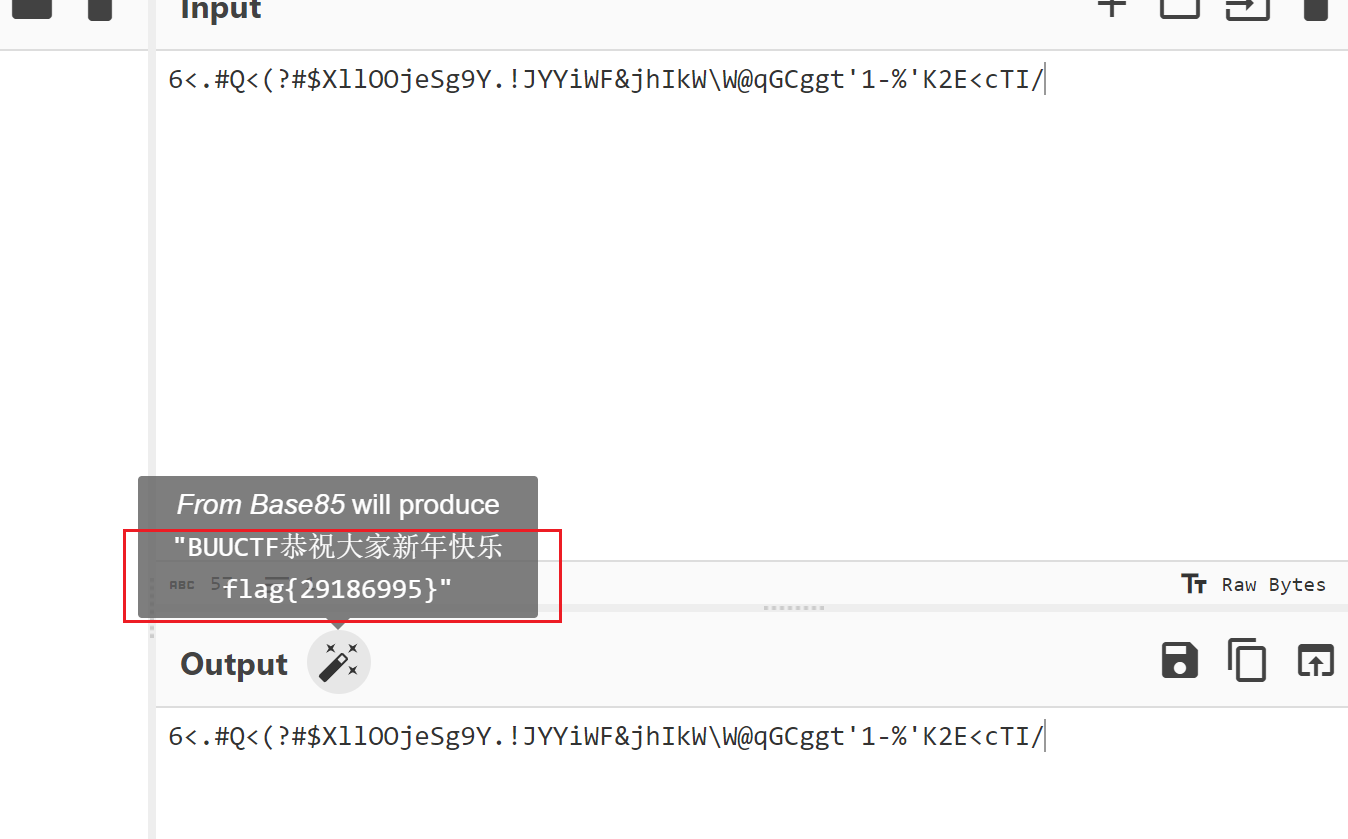 Input
6<.#Q<(?#$XllOOjeSg9Y.!JYYiWF&jhIkW\W@qGCggt'1-%'K2E<cTI/
From Base85 will produce
"BUUCTF恭祝大家新年快乐
flag{29186995}"
ABC 57
Raw Bytes
Output
6<.#Q<(?#$XllOOjeSg9Y.!JYYiWF&jhIkW\W@qGCggt'1-%'K2E<cTI/